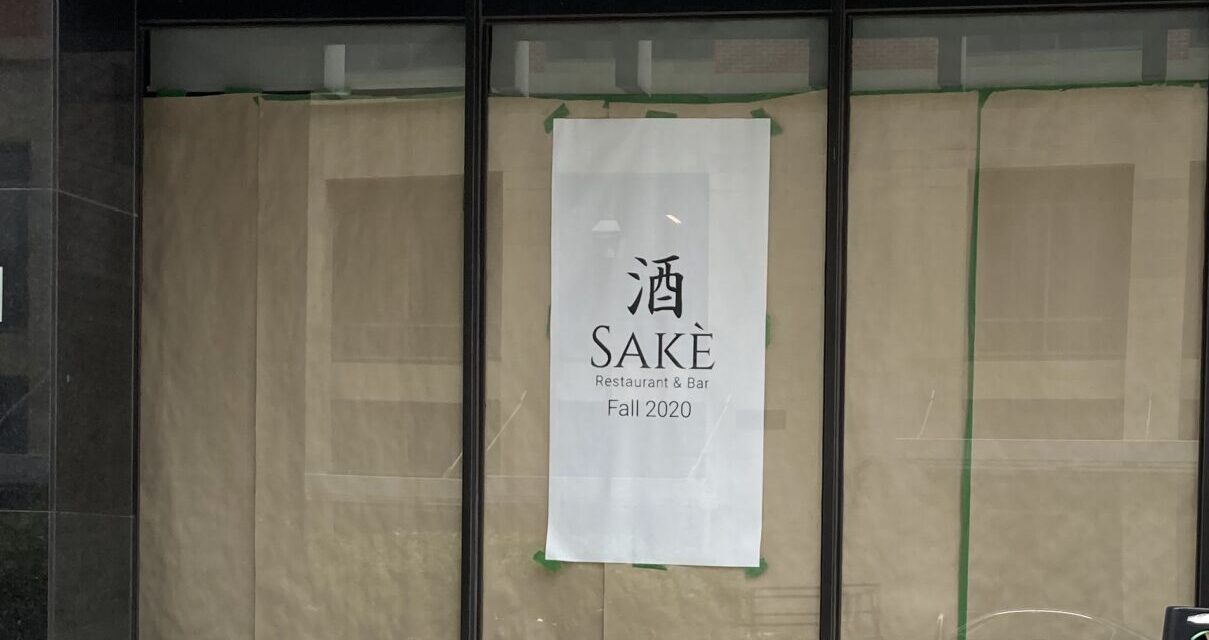 酒
SAKÈ
Restaurant & Bar
Fall 2020